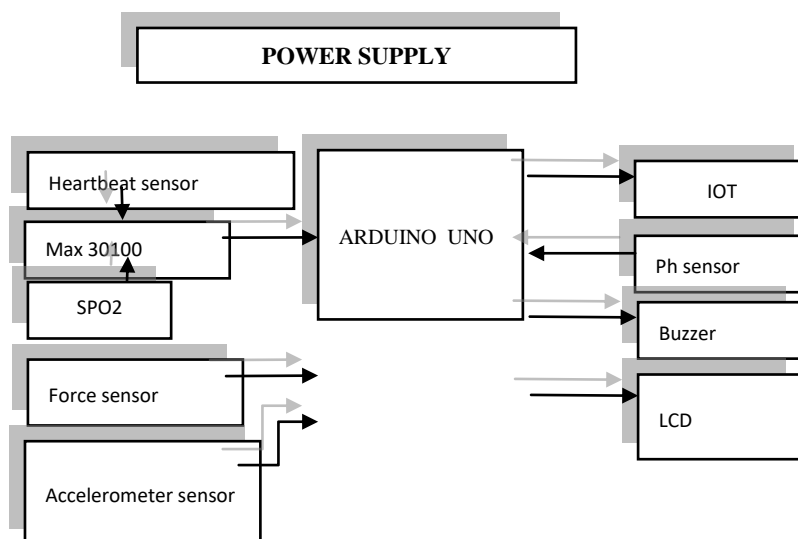 POWER SUPPLY
Heartbeat sensor
Max 30100
SPO2
Force sensor
Accelerometer sensor
ARDUINO UNO
IOT
Ph sensor
Buzzer
LCD